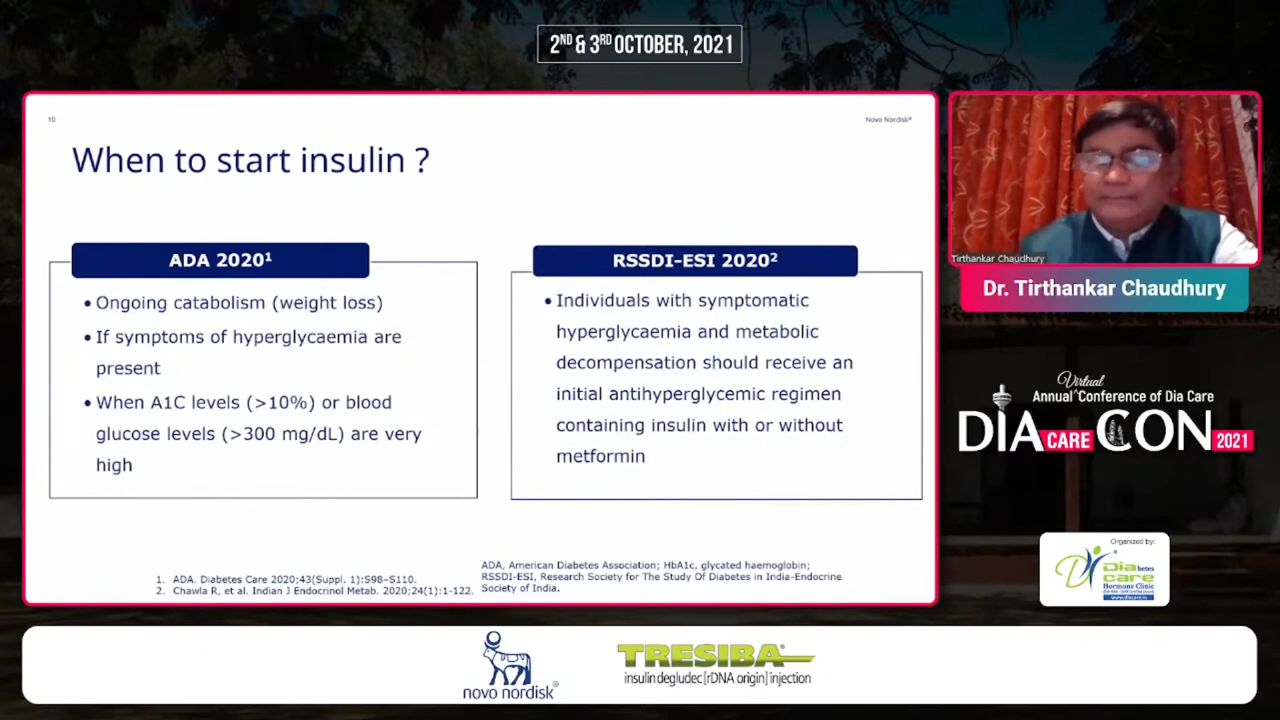 2ND & 3RD OCTOBER, 2021
10
Novo Nordisk®
When to start insulin ?
ADA 2020¹
• Ongoing catabolism (weight loss)
• If symptoms of hyperglycaemia are
present
• When A1C levels (>10%) or blood
glucose levels (>300 mg/dL) are very
high
RSSDI-ESI 2020²
• Individuals with symptomatic
hyperglycaemia and metabolic
decompensation should receive an
initial antihyperglycemic regimen
containing insulin with or without
metformin
1. ADA. Diabetes Care 2020;43(Suppl. 1):S98–S110.
2. Chawla R, et al. Indian J Endocrinol Metab. 2020;24(1):1-122.
ADA, American Diabetes Association; HbA1c, glycated haemoglobin;
RSSDI-ESI, Research Society for The Study Of Diabetes in India-Endocrine
Society of India.
Tirthankar Chaudhury
Dr. Tirthankar Chaudhury
Virtual
Annual ^ Conference of Dia Care
DIA CARE CON 2021
Organized by:
Diabetes
care
Hormone Clinic
www.diacare.in
novo nordisk®
TRESIBA®
insulin degludec [rDNA origin] injection